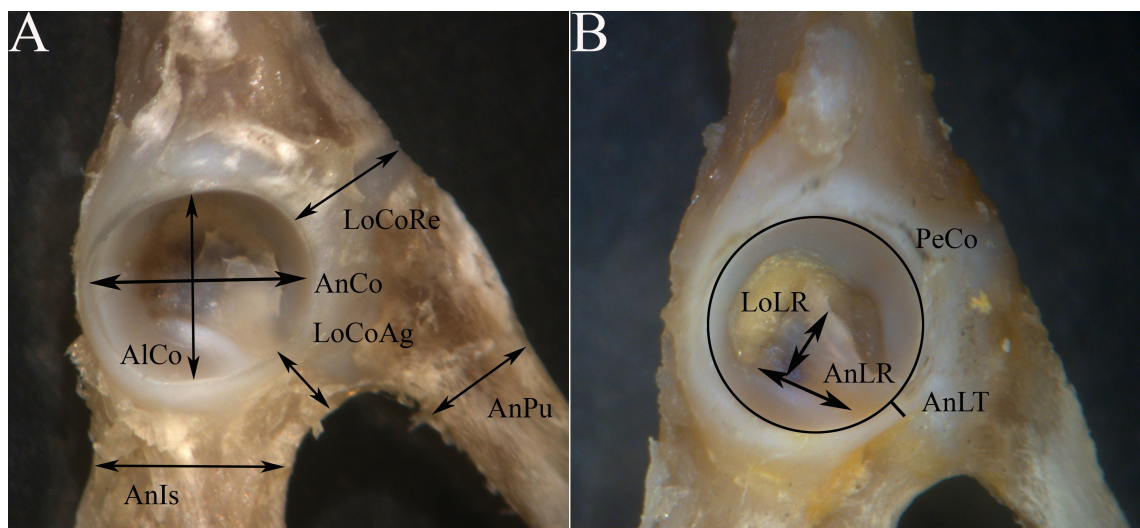 A
LoCoRe
AnCo
LoCoAg
AlCo
AnPu
AnIs
B
PeCo
LoLR
AnLR
AnLT